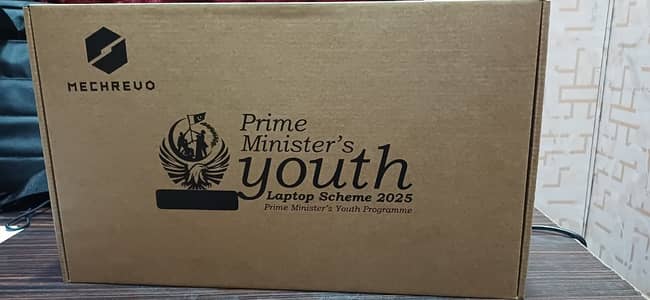 MECHREVO
Prime
Minister's
youth
Laptop Scheme 2025
Prime Minister's Youth Programme